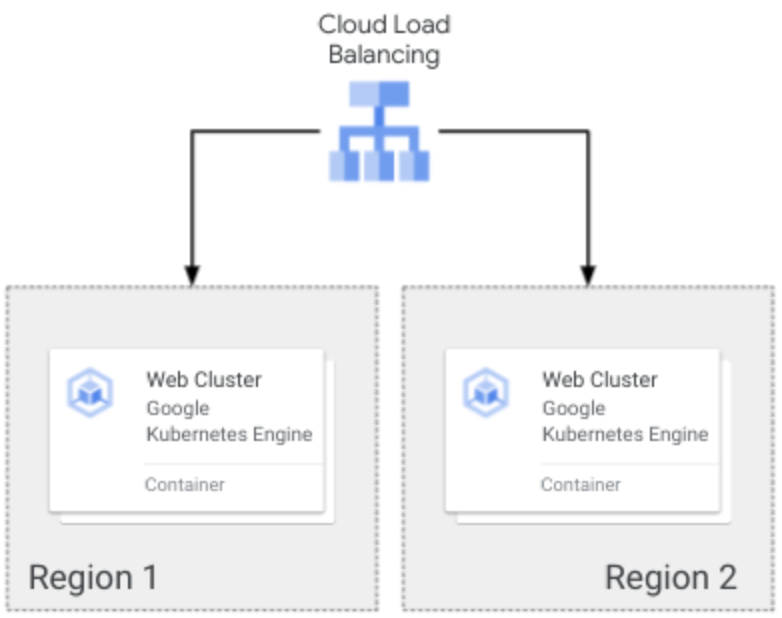 Cloud Load
Balancing
Web Cluster
Google
Kubernetes Engine
Container
Region 1
Web Cluster
Google
Kubernetes Engine
Container
Region 2